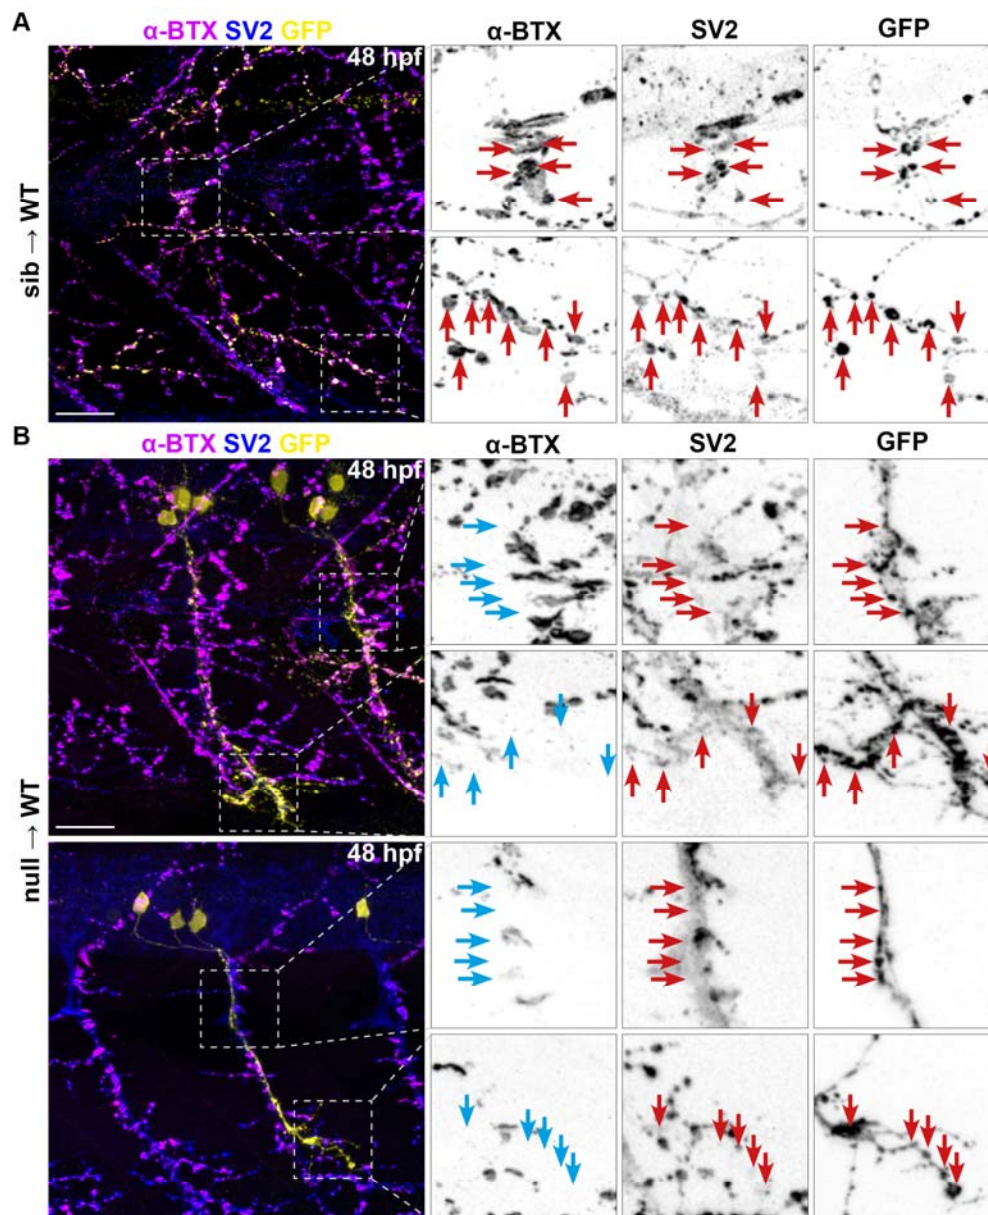 A
α-BTX SV2 GFP
α-BTX
SV2
GFP
48 hpf
sib → WT
B
α-BTX SV2 GFP
α-BTX
SV2
GFP
48 hpf
null → WT
48 hpf